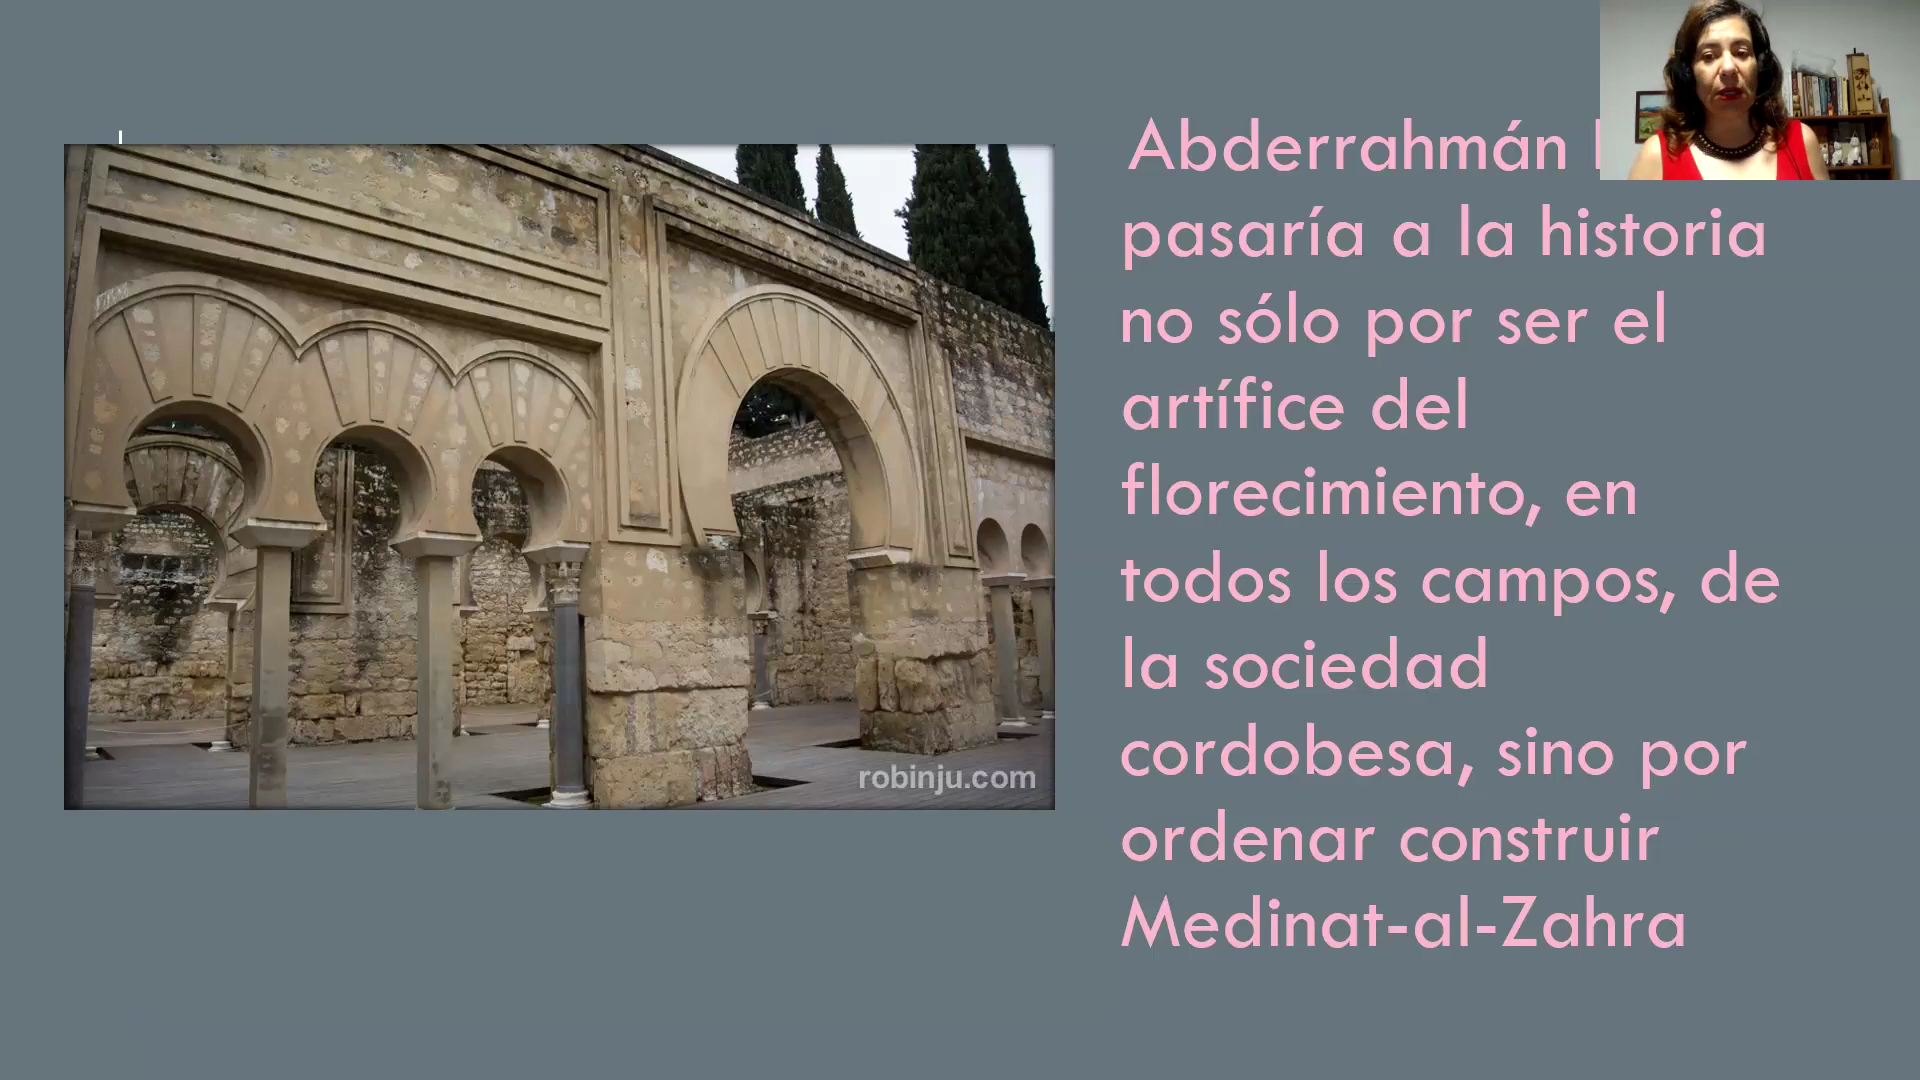 Abderrahmán
pasaría a la historia
no sólo por ser el
artífice del
florecimiento, en
todos los campos, de
la sociedad
cordobesa, sino por
ordenar construir
Medinat-al-Zahra
robinju.com